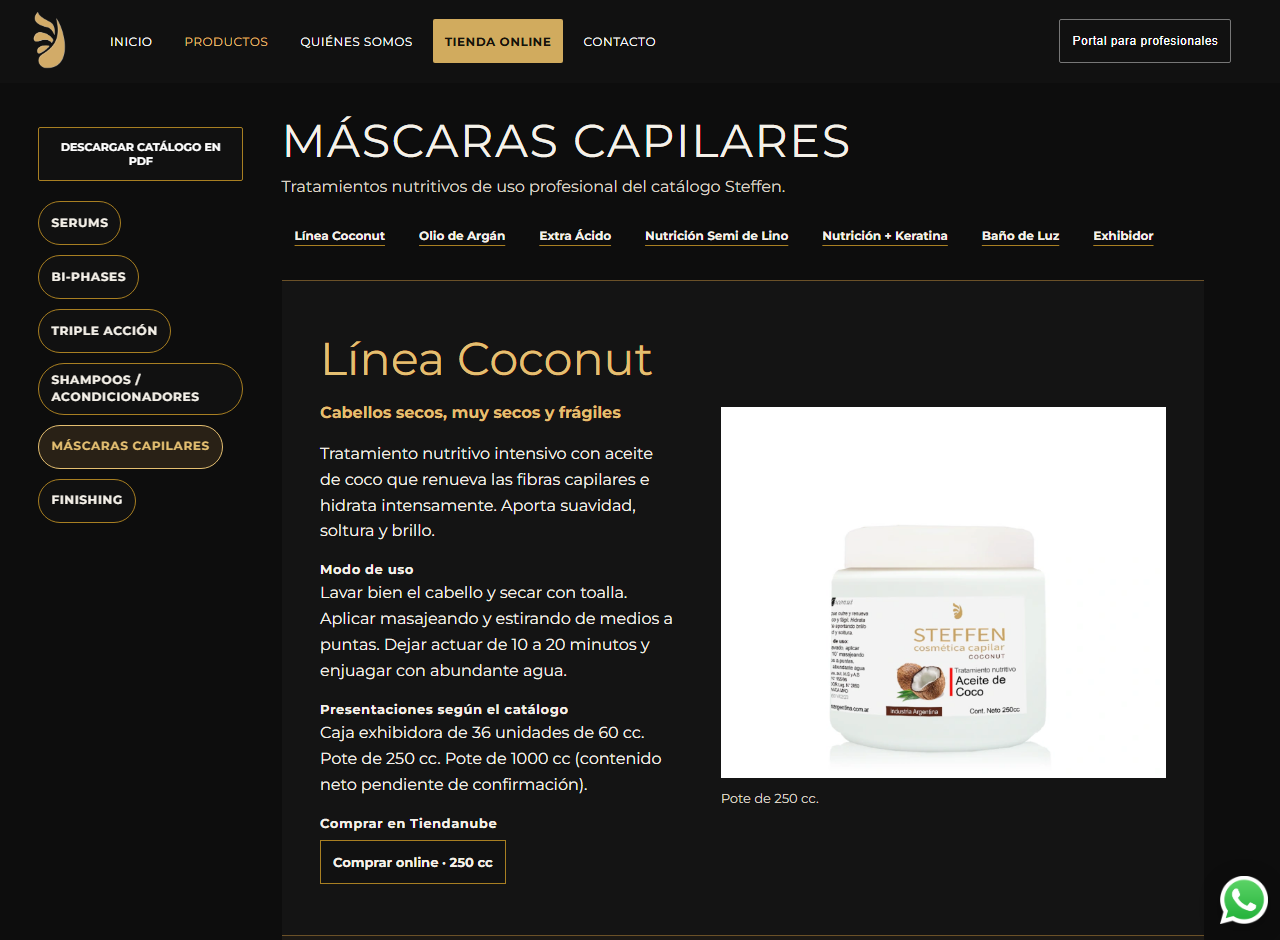 INICIO
PRODUCTOS
QUIÉNES SOMOS
TIENDA ONLINE
CONTACTO
Portal para profesionales
DESCARGAR CATÁLOGO EN
PDF
SERUMS
BI-PHASES
TRIPLE ACCIÓN
SHAMPOOS /
ACONDICIONADORES
MÁSCARAS CAPILARES
FINISHING
MÁSCARAS CAPILARES
Tratamientos nutritivos de uso profesional del catálogo Steffen.
Línea Coconut
Olio de Argán
Extra Ácido
Nutrición Semi de Lino
Nutrición + Keratina
Baño de Luz
Exhibidor
Línea Coconut
Cabellos secos, muy secos y frágiles
Tratamiento nutritivo intensivo con aceite
de coco que renueva las fibras capilares e
hidrata intensamente. Aporta suavidad,
soltura y brillo.
Modo de uso
Lavar bien el cabello y secar con toalla.
Aplicar masajeando y estirando de medios a
puntas. Dejar actuar de 10 a 20 minutos y
enjuagar con abundante agua.
Presentaciones según el catálogo
Caja exhibidora de 36 unidades de 60 cc.
Pote de 250 cc. Pote de 1000 cc (contenido
neto pendiente de confirmación).
Comprar en Tiendanube
Comprar online · 250 cc
STEFFEN
cosmética capilar
COCONUT
Tratamiento nutritivo
Aceite de
Coco
Industria Argentina
Cont. Neto 250cc
Pote de 250 cc.